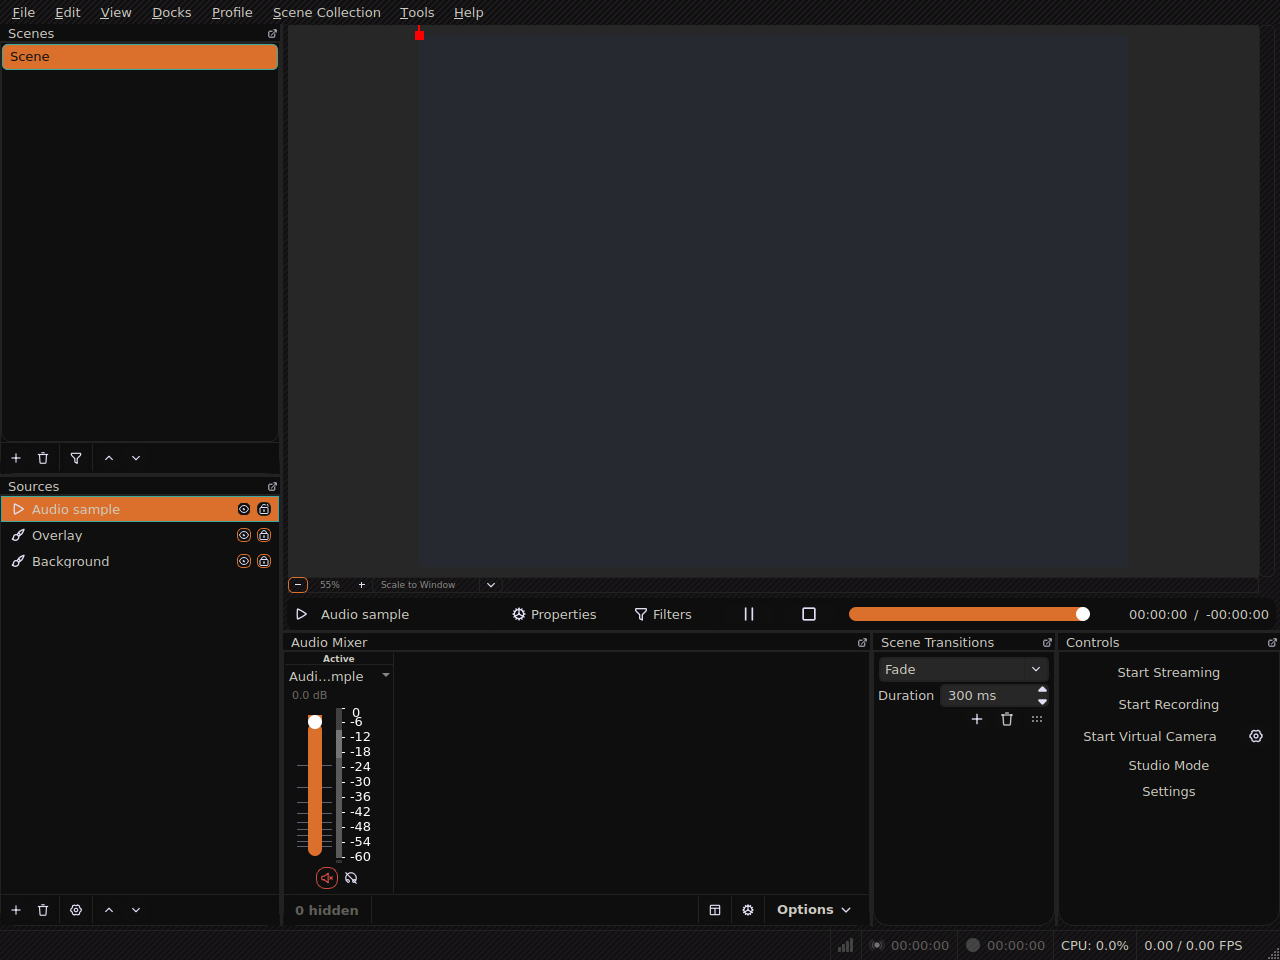 File Edit View Docks Profile Scene Collection Tools Help
Scenes
Scene
Sources
Audio sample
Overlay
Background
55% Scale to Window
Audio sample Properties Filters 00:00:00 / -00:00:00
Audio Mixer
Active
Audi...mple
0.0 dB
0
-6
-12
-18
-24
-30
-36
-42
-48
-54
-60
0 hidden Options
Scene Transitions
Fade
Duration 300 ms
Controls
Start Streaming
Start Recording
Start Virtual Camera
Studio Mode
Settings
00:00:00 00:00:00 CPU: 0.0% 0.00 / 0.00 FPS